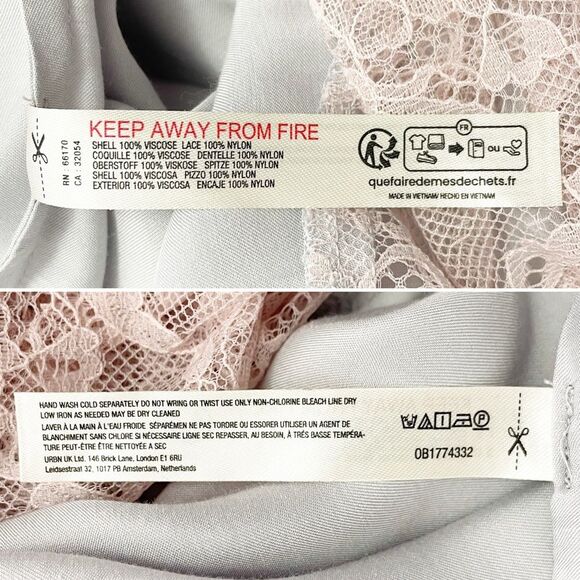 RN 66170
CA 32054
KEEP AWAY FROM FIRE
SHELL 100% VISCOSE LACE 100% NYLON
COQUILLE 100% VISCOSE DENTELLE 100% NYLON
OBERSTOFF 100% VISKOSE SPITZE 100% NYLON
SHELL 100% VISCOSA PIZZO 100% NYLON
EXTERIOR 100% VISCOSA ENCAJE 100% NYLON
FR
ou
quefairedemesdechets.fr
MADE IN VIETNAM/ HECHO EN VIETNAM
HAND WASH COLD SEPARATELY DO NOT WRING OR TWIST USE ONLY NON-CHLORINE BLEACH LINE DRY
LOW IRON AS NEEDED MAY BE DRY CLEANED
LAVER À LA MAIN À L'EAU FROIDE. SÉPAREMEN NE PAS TORDRE OU ESSORER UTILISER UN AGENT DE
BLANCHIMENT SANS CHLORE SI NÉCESSAIRE LIGNE SEC REPASSER, AU BESOIN, À TRÉS BASSE TEMPÉRA-
TURE PEUT-ÊTRE ÊTRE NETTOYÉE A SEC
URBN UK Ltd, 146 Brick Lane, London E1 6RU
Leidsestraat 32, 1017 PB Amsterdam, Netherlands
P
OB1774332